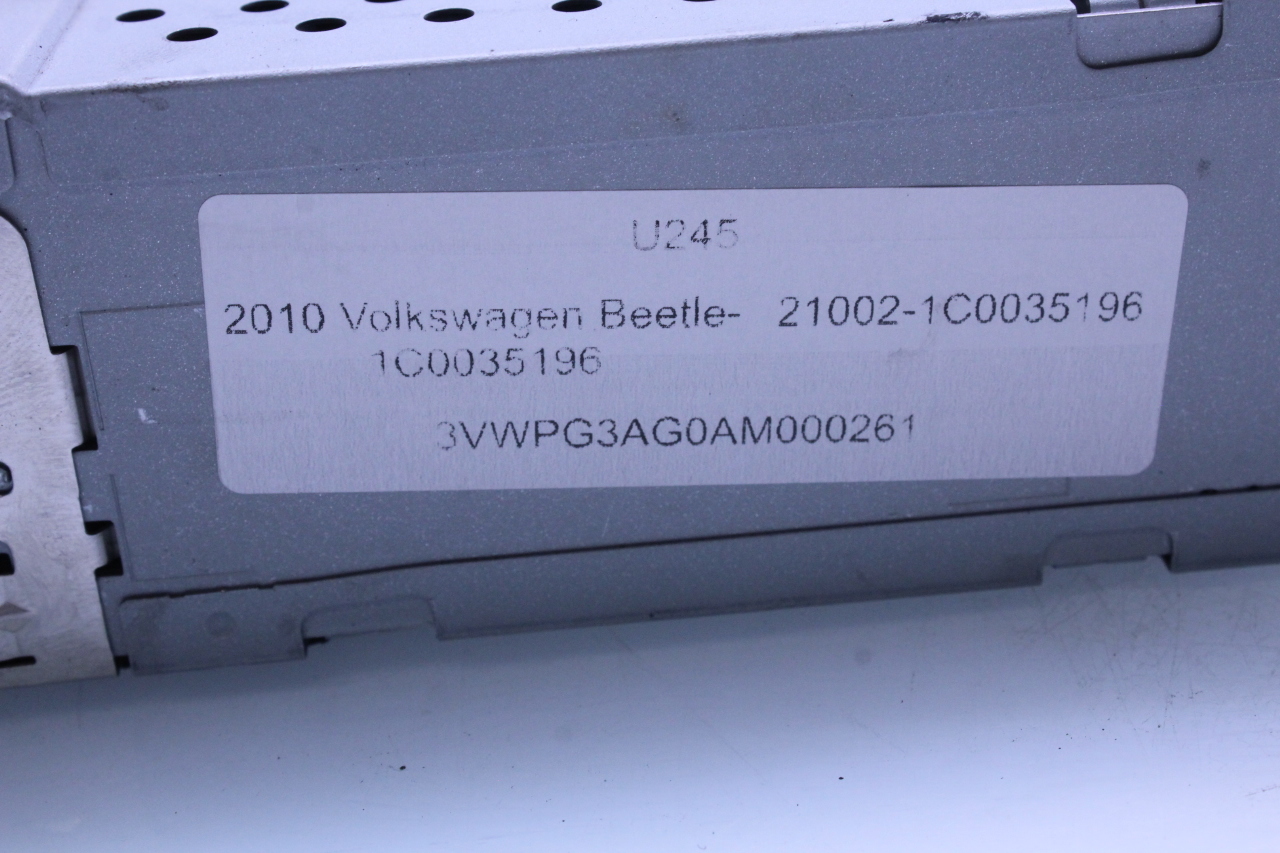 U245
2010 Volkswagen Beetle- 21002-1C0035196
1C0035196
3VWPG3AG0AM000261